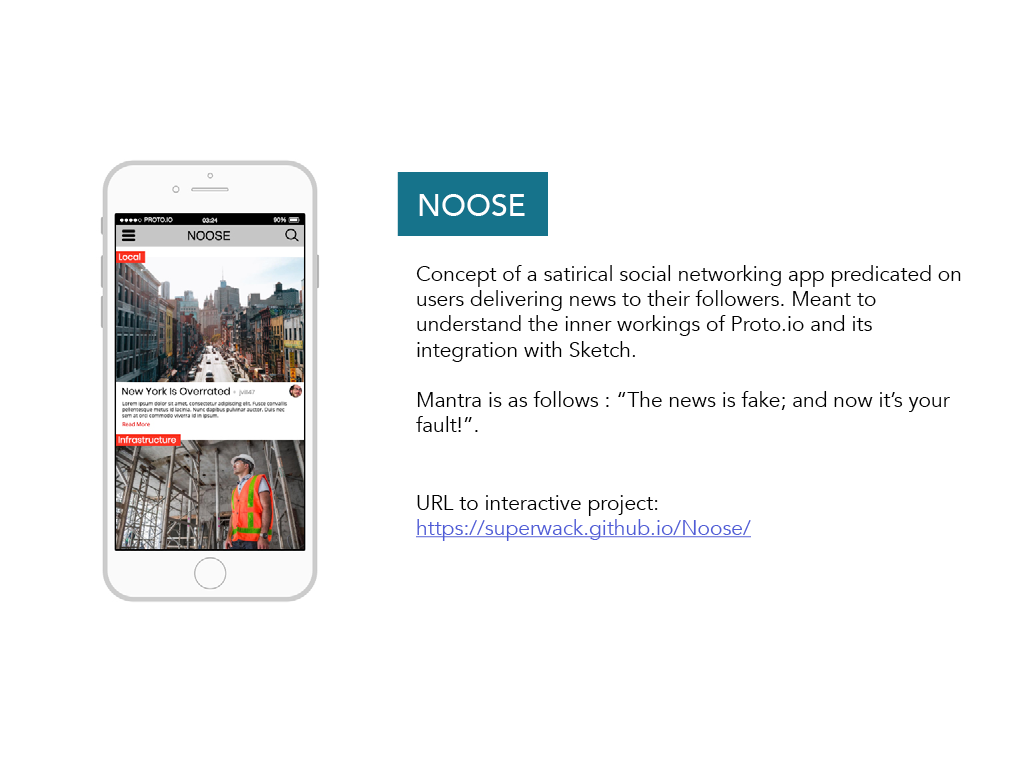 PROTO.IO 03:24 90%
NOOSE
Local
New York Is Overrated
Lorem ipsum dolor sit amet, consectetur adipiscing elit. Fusce convallis
pellentesque metus id lacinia. Nunc dapibus pulvinar auctor. Duis nec
sem at orci commodo viverra id in ipsum.
Read More
Infrastructure
NOOSE
Concept of a satirical social networking app predicated on
users delivering news to their followers. Meant to
understand the inner workings of Proto.io and its
integration with Sketch.
Mantra is as follows : “The news is fake; and now it’s your
fault!”.
URL to interactive project:
https://superwack.github.io/Noose/